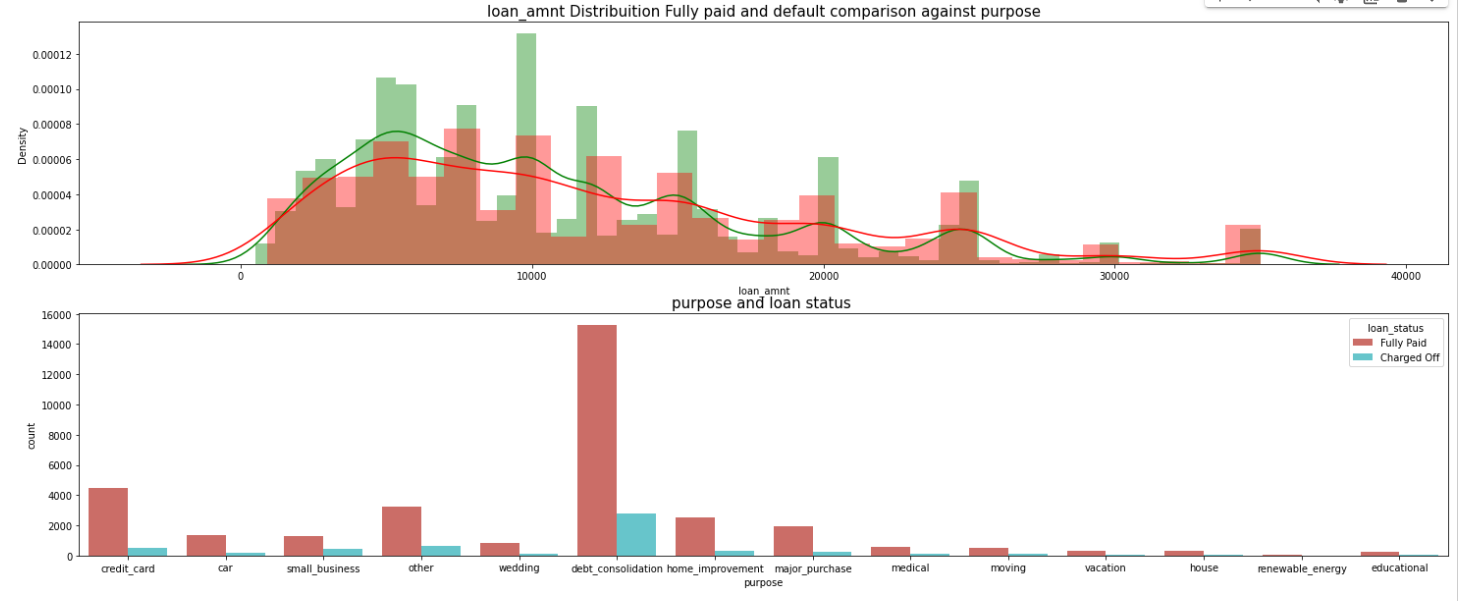 loan_amnt Distribuition Fully paid and default comparison against purpose
0.00012
0.00010
0.00008
0.00006
0.00004
0.00002
0.00000
Density
0 10000 20000 30000 40000
loan_amnt
purpose and loan status
16000
14000
12000
10000
8000
6000
4000
2000
0
count
loan_status
Fully Paid
Charged Off
credit_card car small_business other wedding debt_consolidation home_improvement major_purchase medical moving vacation house renewable_energy educational
purpose